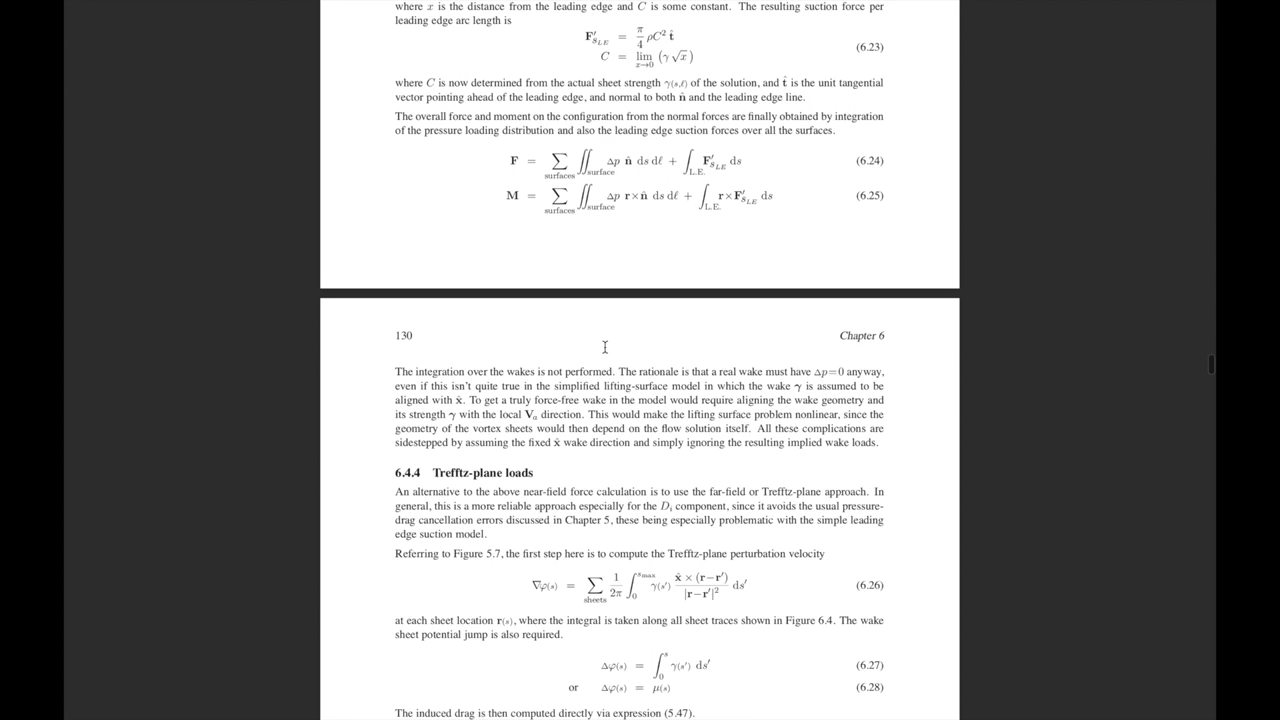 where x is the distance from the leading edge and C is some constant. The resulting suction force per
leading edge arc length is
F′_{S_{LE}} = π/4 ρC² t̂
C = lim_{x→0} (γ√x) (6.23)
where C is now determined from the actual sheet strength γ(s,ℓ) of the solution, and t̂ is the unit tangential
vector pointing ahead of the leading edge, and normal to both n̂ and the leading edge line.
The overall force and moment on the configuration from the normal forces are finally obtained by integration
of the pressure loading distribution and also the leading edge suction forces over all the surfaces.
F = ∑_{surfaces} ∬_{surface} Δp n̂ ds dℓ + ∫_{L.E.} F′_{S_{LE}} ds (6.24)
M = ∑_{surfaces} ∬_{surface} Δp r×n̂ ds dℓ + ∫_{L.E.} r×F′_{S_{LE}} ds (6.25)
130 Chapter 6
The integration over the wakes is not performed. The rationale is that a real wake must have Δp=0 anyway,
even if this isn't quite true in the simplified lifting-surface model in which the wake γ is assumed to be
aligned with x̂. To get a truly force-free wake in the model would require aligning the wake geometry and
its strength γ with the local V_a direction. This would make the lifting surface problem nonlinear, since the
geometry of the vortex sheets would then depend on the flow solution itself. All these complications are
sidestepped by assuming the fixed x̂ wake direction and simply ignoring the resulting implied wake loads.
6.4.4 Trefftz-plane loads
An alternative to the above near-field force calculation is to use the far-field or Trefftz-plane approach. In
general, this is a more reliable approach especially for the D_i component, since it avoids the usual pressure-
drag cancellation errors discussed in Chapter 5, these being especially problematic with the simple leading
edge suction model.
Referring to Figure 5.7, the first step here is to compute the Trefftz-plane perturbation velocity
∇φ(s) = ∑_{sheets} 1/2π ∫_0^{s_max} γ(s′) x̂ × (r−r′)/|r−r′|² ds′ (6.26)
at each sheet location r(s), where the integral is taken along all sheet traces shown in Figure 6.4. The wake
sheet potential jump is also required.
Δφ(s) = ∫_0^s γ(s′) ds′ (6.27)
or Δφ(s) = μ(s) (6.28)
The induced drag is then computed directly via expression (5.47).